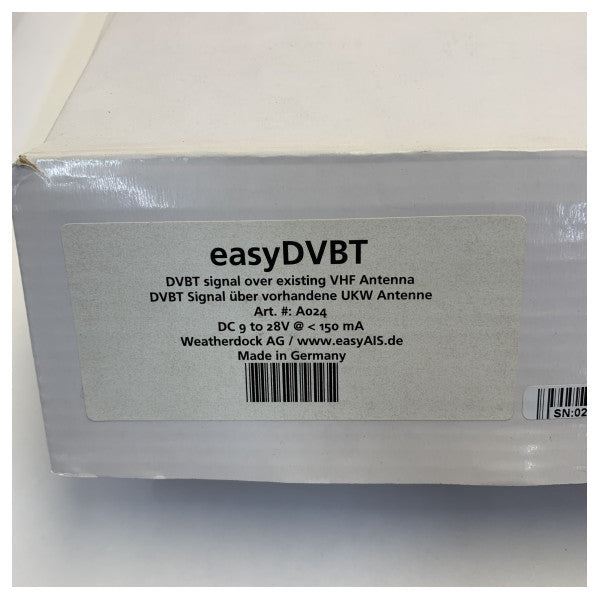 easyDVBT
DVBT signal over existing VHF Antenna
DVBT Signal über vorhandene UKW Antenne
Art. #: A024
DC 9 to 28V @ < 150 mA
Weatherdock AG / www.easyAIS.de
Made in Germany
SN:02